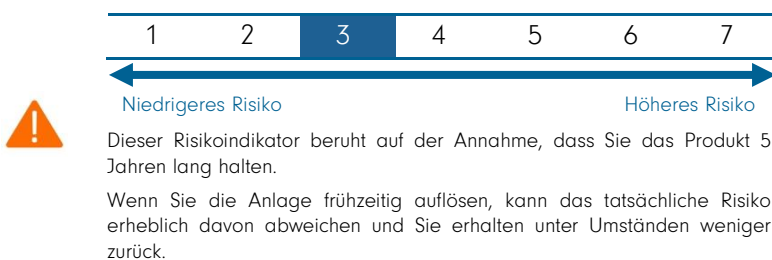 1 2 3 4 5 6 7
Niedrigeres Risiko Höheres Risiko
Dieser Risikoindikator beruht auf der Annahme, dass Sie das Produkt 5
Jahren lang halten.
Wenn Sie die Anlage frühzeitig auflösen, kann das tatsächliche Risiko
erheblich davon abweichen und Sie erhalten unter Umständen weniger
zurück.